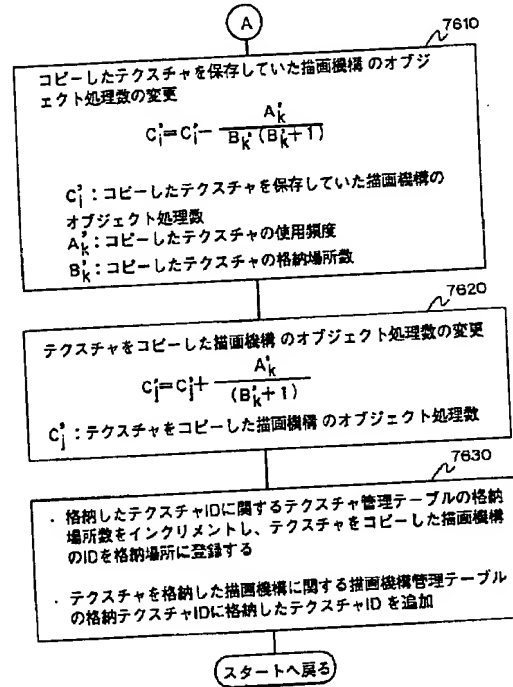 A
7610
コピーしたテクスチャを保存していた描画機構のオブジ
ェクト処理数の変更
C'i=C'i- A'k / B'k(B'k+1)
C'i:コピーしたテクスチャを保存していた描画機構の
オブジェクト処理数
A'k:コピーしたテクスチャの使用頻度
B'k:コピーしたテクスチャの格納場所数
7620
テクスチャをコピーした描画機構のオブジェクト処理数の変更
C'j=C'j+ A'k / (B'k+1)
C'j:テクスチャをコピーした描画機構のオブジェクト処理数
7630
・格納したテクスチャIDに関するテクスチャ管理テーブルの格納
場所数をインクリメントし、テクスチャをコピーした描画機構
のIDを格納場所に登録する
・テクスチャを格納した描画機構に関する描画機構管理テーブル
の格納テクスチャIDに格納したテクスチャIDを追加
スタートへ戻る